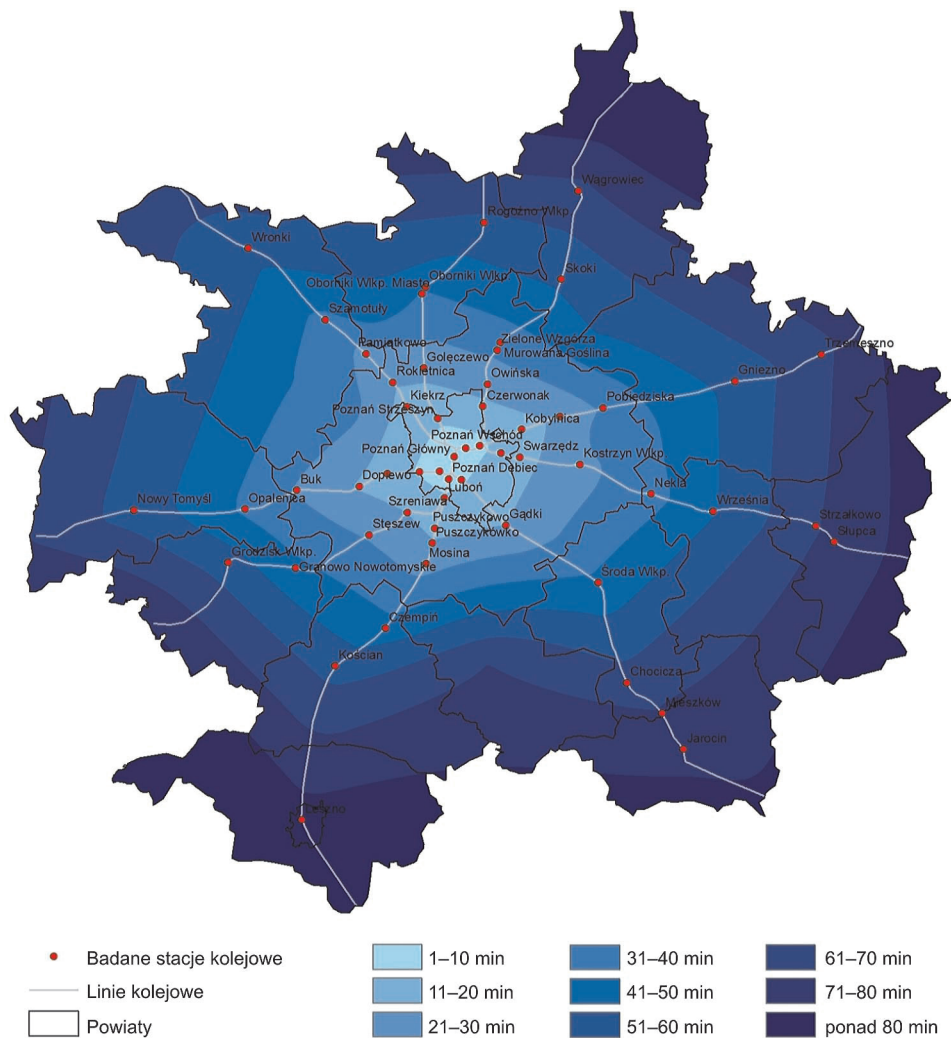 Wągrowiec
Rogoźno Wlkp.
Wronki
Skoki
Oborniki Wlkp.
Oborniki Wlkp. Miasto
Szamotuły
Zielone Wzgórza
Trzemeszno
Pamiątkowo
Murowana Goślina
Golęczewo
Rokietnica
Owińska
Gniezno
Kiekrz
Czerwonak
Pobiedziska
Poznań Strzeszyn
Kobylnica
Poznań Wschód
Poznań Główny
Swarzędz
Kostrzyn Wlkp.
Poznań Dębiec
Dopiewo
Buk
Luboń
Nekla
Nowy Tomyśl
Opalenica
Szreniawa
Września
Gądki
Strzałkowo
Puszczykowo
Stęszew
Puszczykówko
Słupca
Grodzisk Wlkp.
Mosina
Granowo Nowotomyskie
Środa Wlkp.
Czempiń
Kościan
Chocicza
Mieszków
Jarocin
Leszno
Badane stacje kolejowe
Linie kolejowe
Powiaty
1–10 min
11–20 min
21–30 min
31–40 min
41–50 min
51–60 min
61–70 min
71–80 min
ponad 80 min